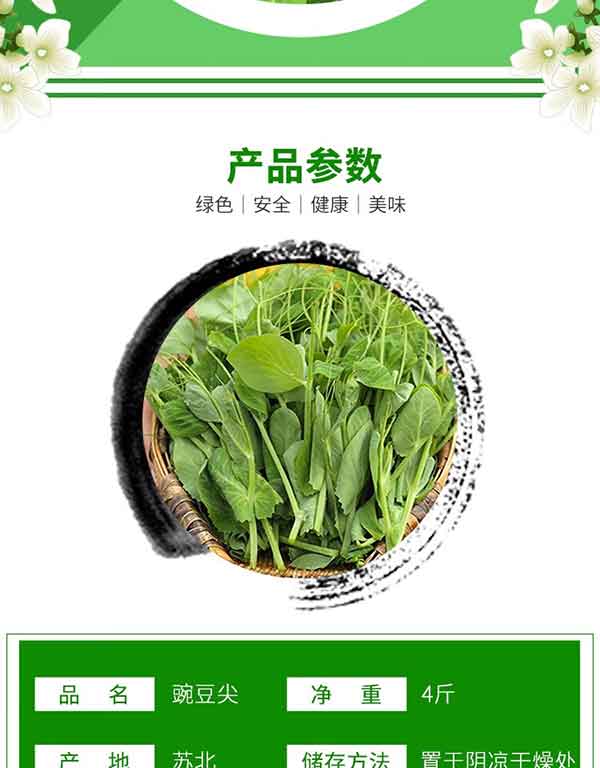 产品参数
绿色｜安全｜健康｜美味
品 名 豌豆尖 净 重 4斤
产 地 苏北 储存方法 置于阴凉干燥处